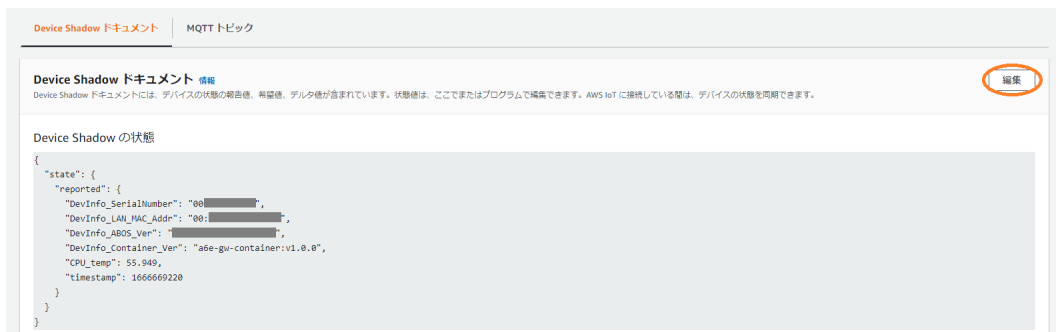 Device Shadow ドキュメント MQTT トピック
Device Shadow ドキュメント 情報
編集
Device Shadow ドキュメントには、デバイスの状態の報告値、希望値、デルタ値が含まれています。状態値は、ここでまたはプログラムで編集できます。AWS IoT に接続している間は、デバイスの状態を同期できます。
Device Shadow の状態
{
"state": {
"reported": {
"DevInfo_SerialNumber": "00 ",
"DevInfo_LAN_MAC_Addr": "00: ",
"DevInfo_ABOS_Ver": " ",
"DevInfo_Container_Ver": "a6e-gw-container:v1.0.0",
"CPU_temp": 55.949,
"timestamp": 1666669220
}
}
}